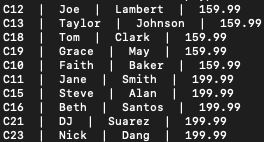 C12 | Joe | Lambert | 159.99
C13 | Taylor | Johnson | 159.99
C18 | Tom | Clark | 159.99
C19 | Grace | May | 159.99
C10 | Faith | Baker | 159.99
C11 | Jane | Smith | 199.99
C15 | Steve | Alan | 199.99
C16 | Beth | Santos | 199.99
C21 | DJ | Suarez | 199.99
C23 | Nick | Dang | 199.99